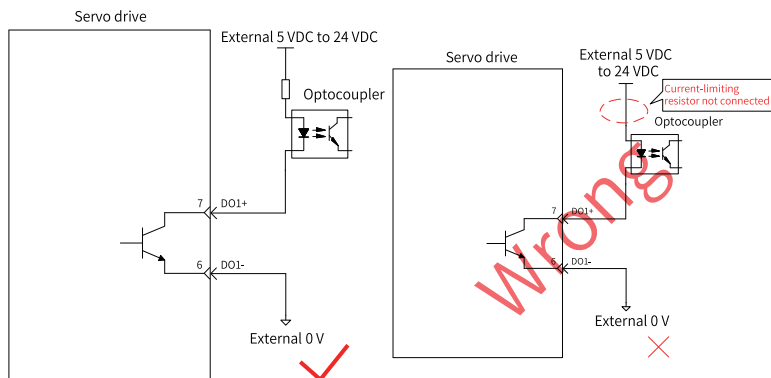 Servo drive
External 5 VDC to 24 VDC
Optocoupler
7
DO1+
6
DO1-
External 0 V
Servo drive
External 5 VDC
to 24 VDC
Current-limiting
resistor not connected
Optocoupler
7
DO1+
6
DO1-
External 0 V
Wrong